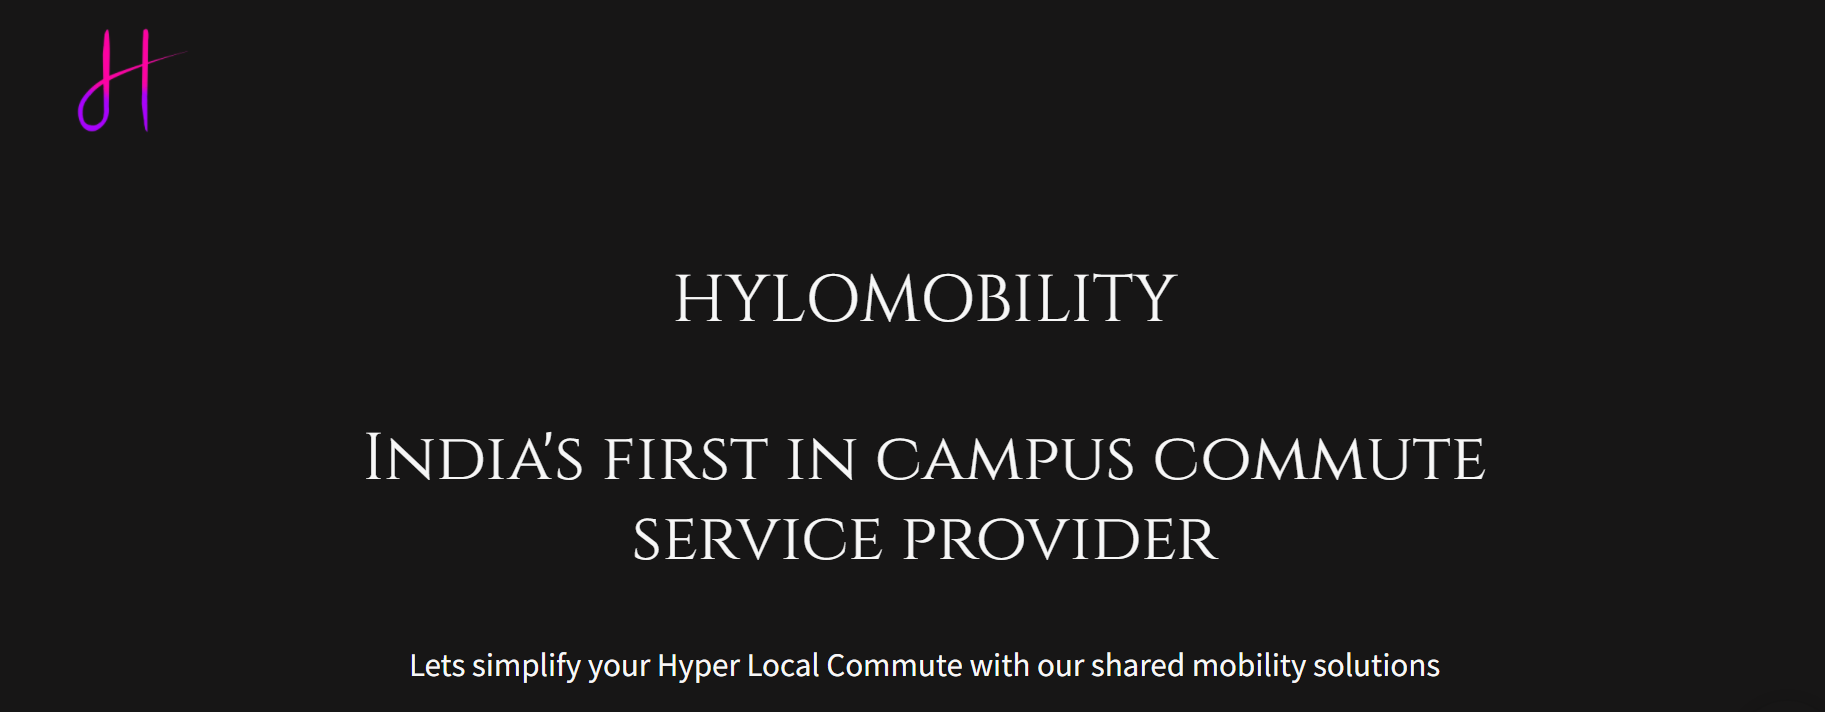 H
HYLOMOBILITY
India's first in campus commute
service provider
Lets simplify your Hyper Local Commute with our shared mobility solutions